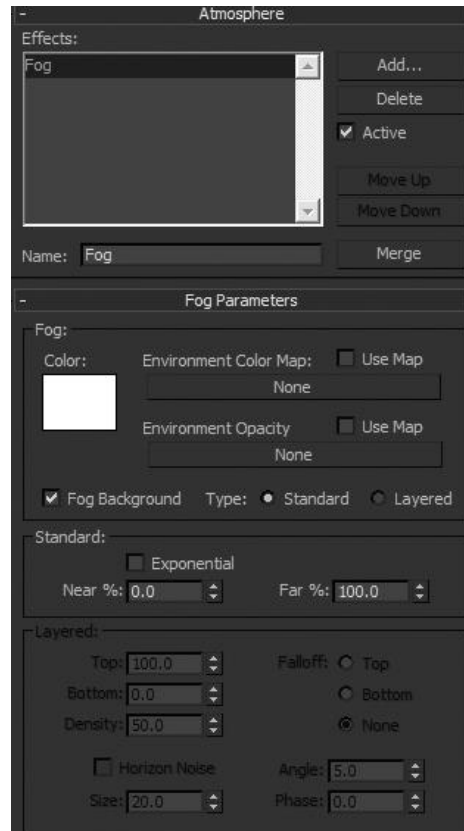 - Atmosphere
Effects:
Fog
Add...
Delete
Active
Move Up
Move Down
Name: Fog
Merge
- Fog Parameters
Fog:
Color: Environment Color Map: Use Map
None
Environment Opacity Use Map
None
Fog Background Type: Standard Layered
Standard:
Exponential
Near %: 0.0 Far %: 100.0
Layered:
Top: 100.0 Falloff: Top
Bottom: 0.0 Bottom
Density: 50.0 None
Horizon Noise Angle: 5.0
Size: 20.0 Phase: 0.0